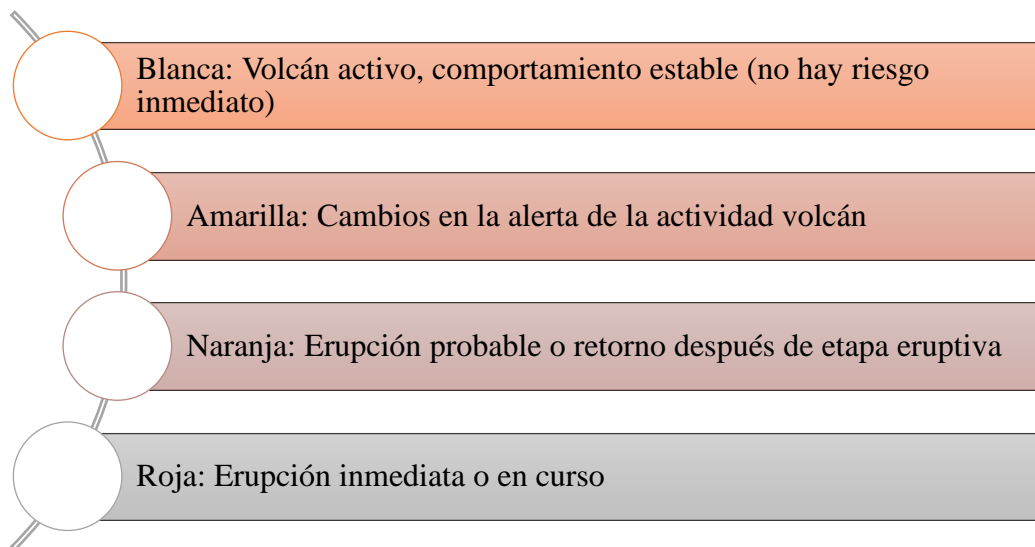 Blanca: Volcán activo, comportamiento estable (no hay riesgo
inmediato)
Amarilla: Cambios en la alerta de la actividad volcán
Naranja: Erupción probable o retorno después de etapa eruptiva
Roja: Erupción inmediata o en curso